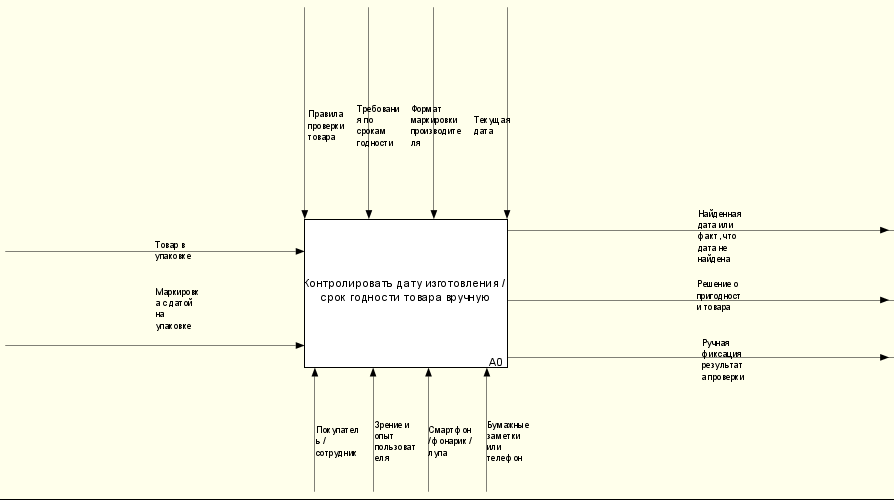 Правила
проверки
товара
Требовани
я по
срокам
годности
Формат
маркировки
производите
ля
Текущая
дата
Товар в
упаковке
Маркировк
а с датой
на
упаковке
Контролировать дату изготовления /
срок годности товара вручную
A0
Найденная
дата или
факт, что
дата не
найдена
Решение о
пригодност
и товара
Ручная
фиксация
результат
а проверки
Покупател
ь /
сотрудник
Зрение и
опыт
пользоват
еля
Смартфон
/ фонарик /
лупа
Бумажные
заметки
или
телефон